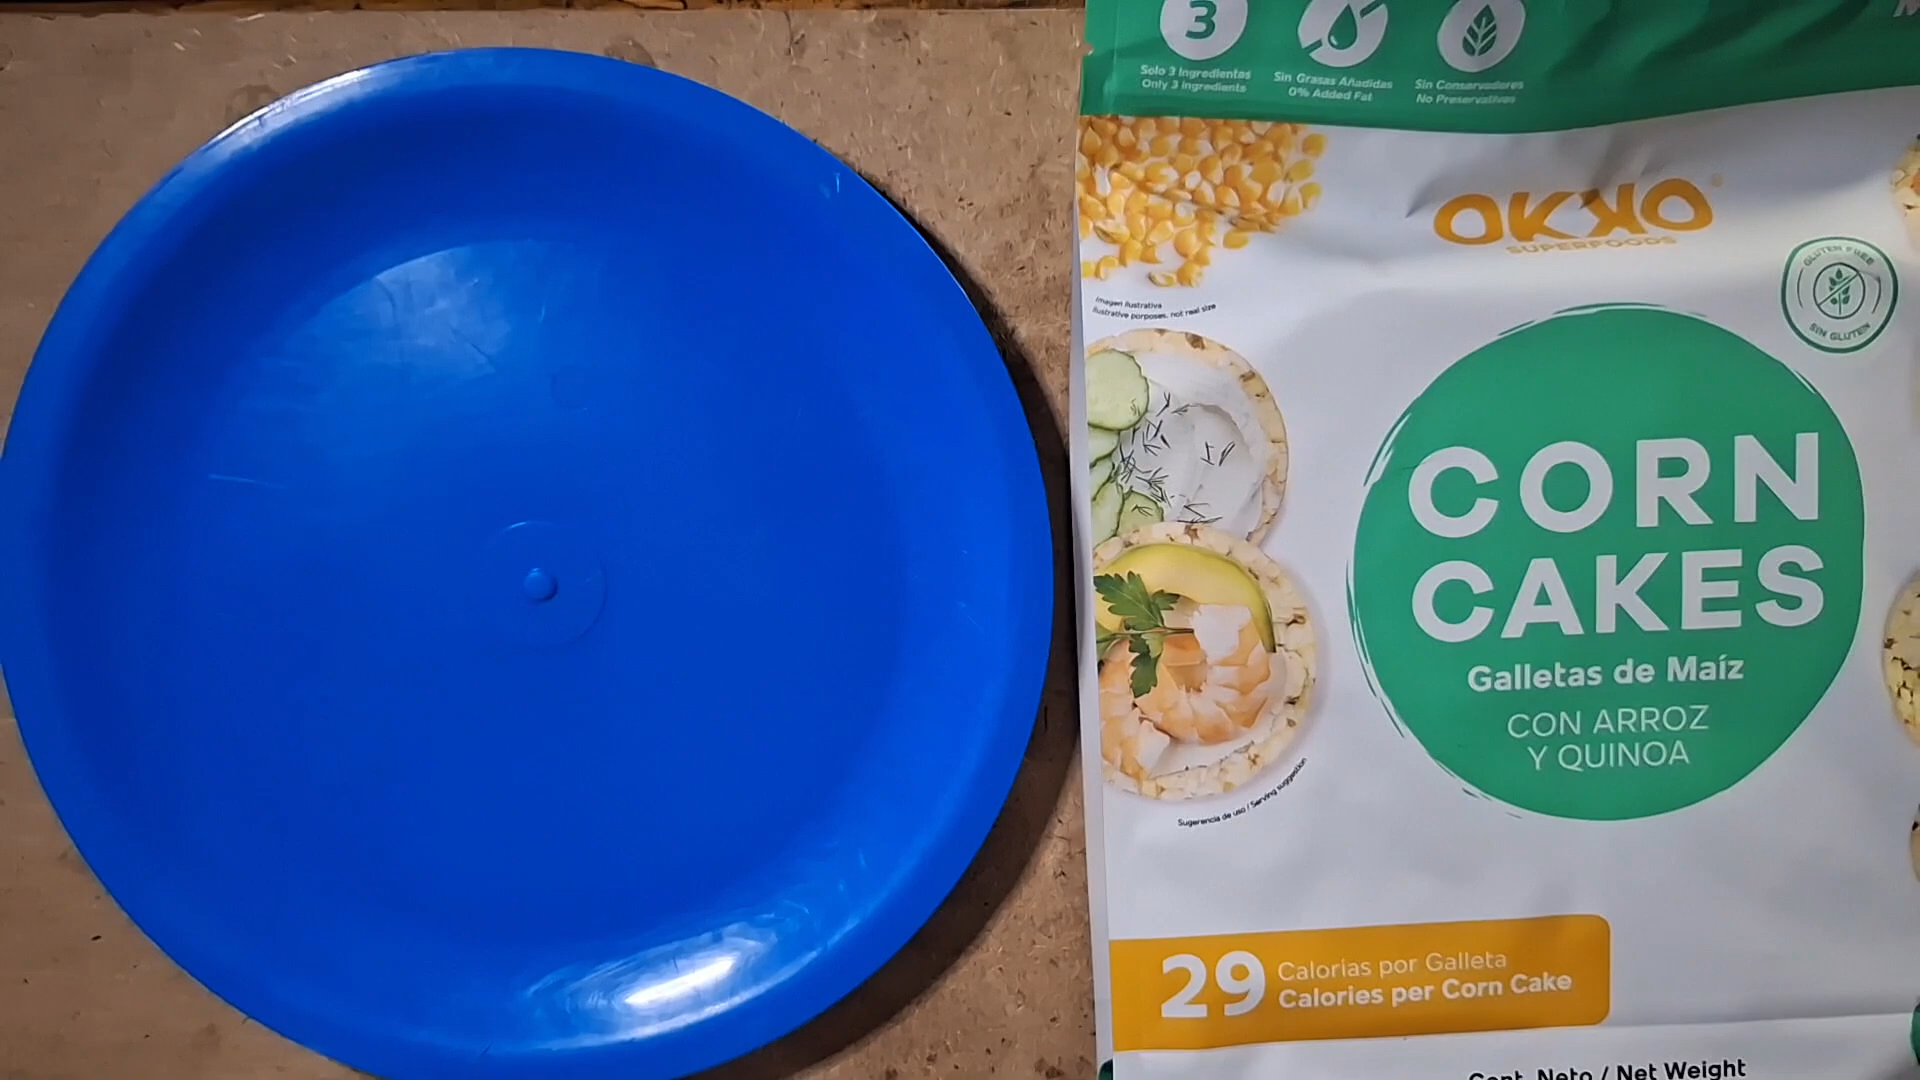 3
Solo 3 Ingredientes
Only 3 Ingredients
Sin Grasas Añadidas
0% Added Fat
Sin Conservadores
No Preservatives
OKKO
SUPERFOODS
GLUTEN FREE
SIN GLUTEN
Imagen ilustrativa
Illustrative porposes, not real size
CORN
CAKES
Galletas de Maíz
CON ARROZ
Y QUINOA
Sugerencia de uso / Serving suggestion
29
Calorias por Galleta
Calories per Corn Cake
Cont. Neto / Net Weight